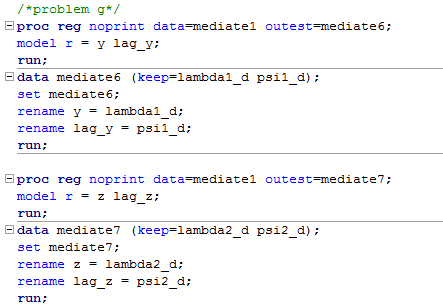 /*problem g*/
proc reg noprint data=mediate1 outest=mediate6;
model r = y lag_y;
run;
data mediate6 (keep=lambda1_d psi1_d);
set mediate6;
rename y = lambda1_d;
rename lag_y = psi1_d;
run;
proc reg noprint data=mediate1 outest=mediate7;
model r = z lag_z;
run;
data mediate7 (keep=lambda2_d psi2_d);
set mediate7;
rename z = lambda2_d;
rename lag_z = psi2_d;
run;